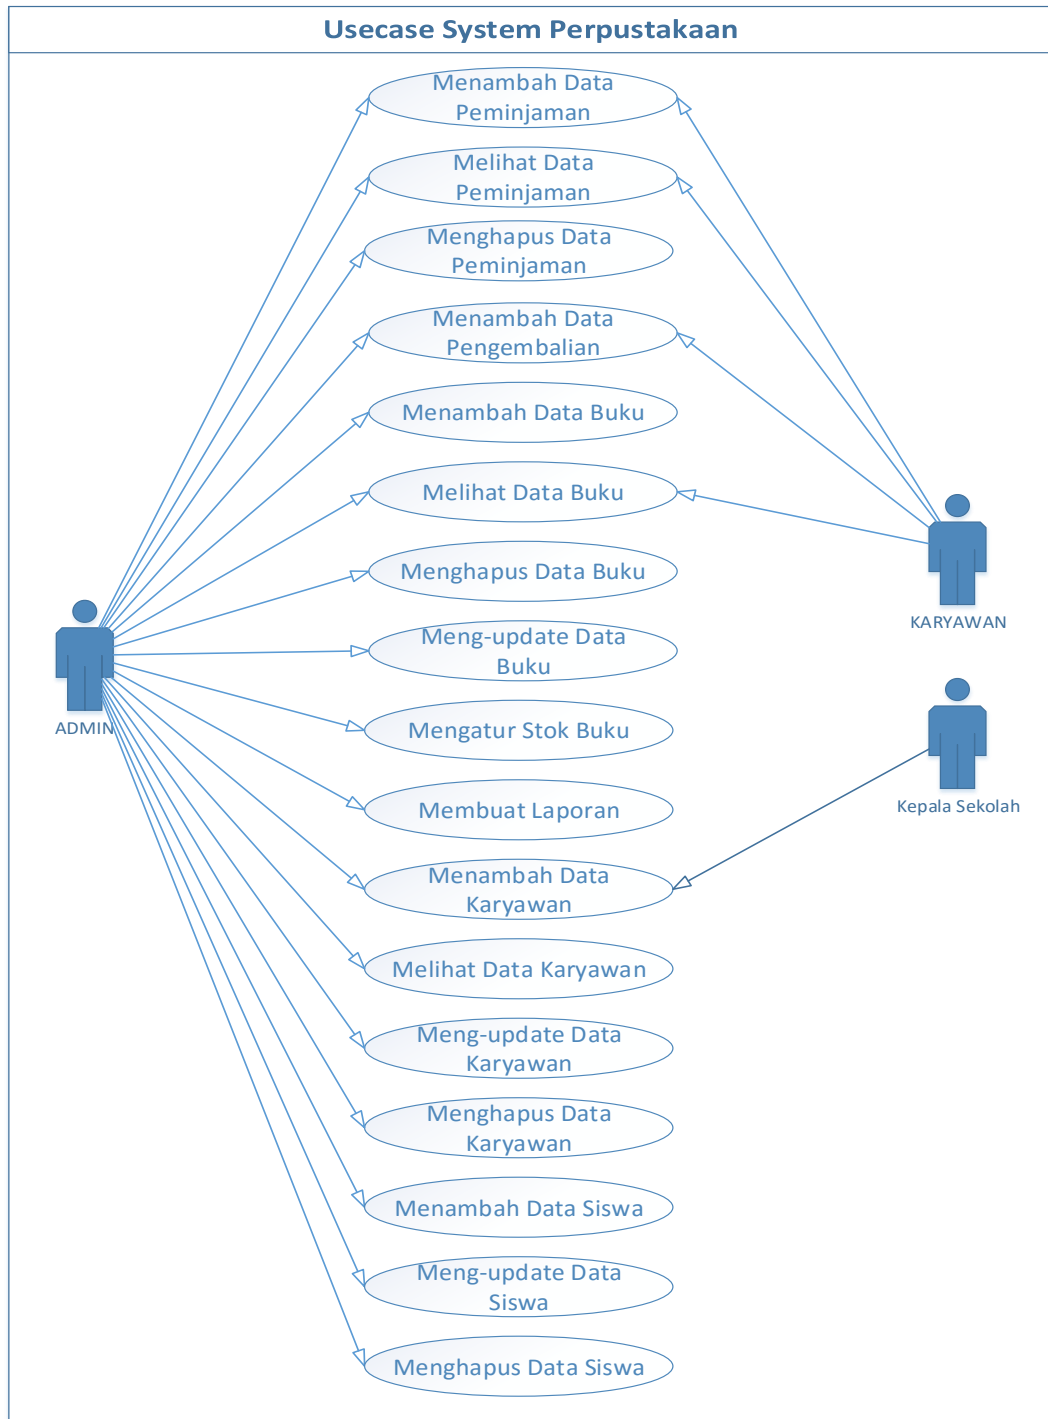 Usecase System Perpustakaan
Menambah Data
Peminjaman
Melihat Data
Peminjaman
Menghapus Data
Peminjaman
Menambah Data
Pengembalian
Menambah Data Buku
Melihat Data Buku
Menghapus Data Buku
Meng-update Data
Buku
Mengatur Stok Buku
Membuat Laporan
Menambah Data
Karyawan
Melihat Data Karyawan
Meng-update Data
Karyawan
Menghapus Data
Karyawan
Menambah Data Siswa
Meng-update Data
Siswa
Menghapus Data Siswa
ADMIN
KARYAWAN
Kepala Sekolah